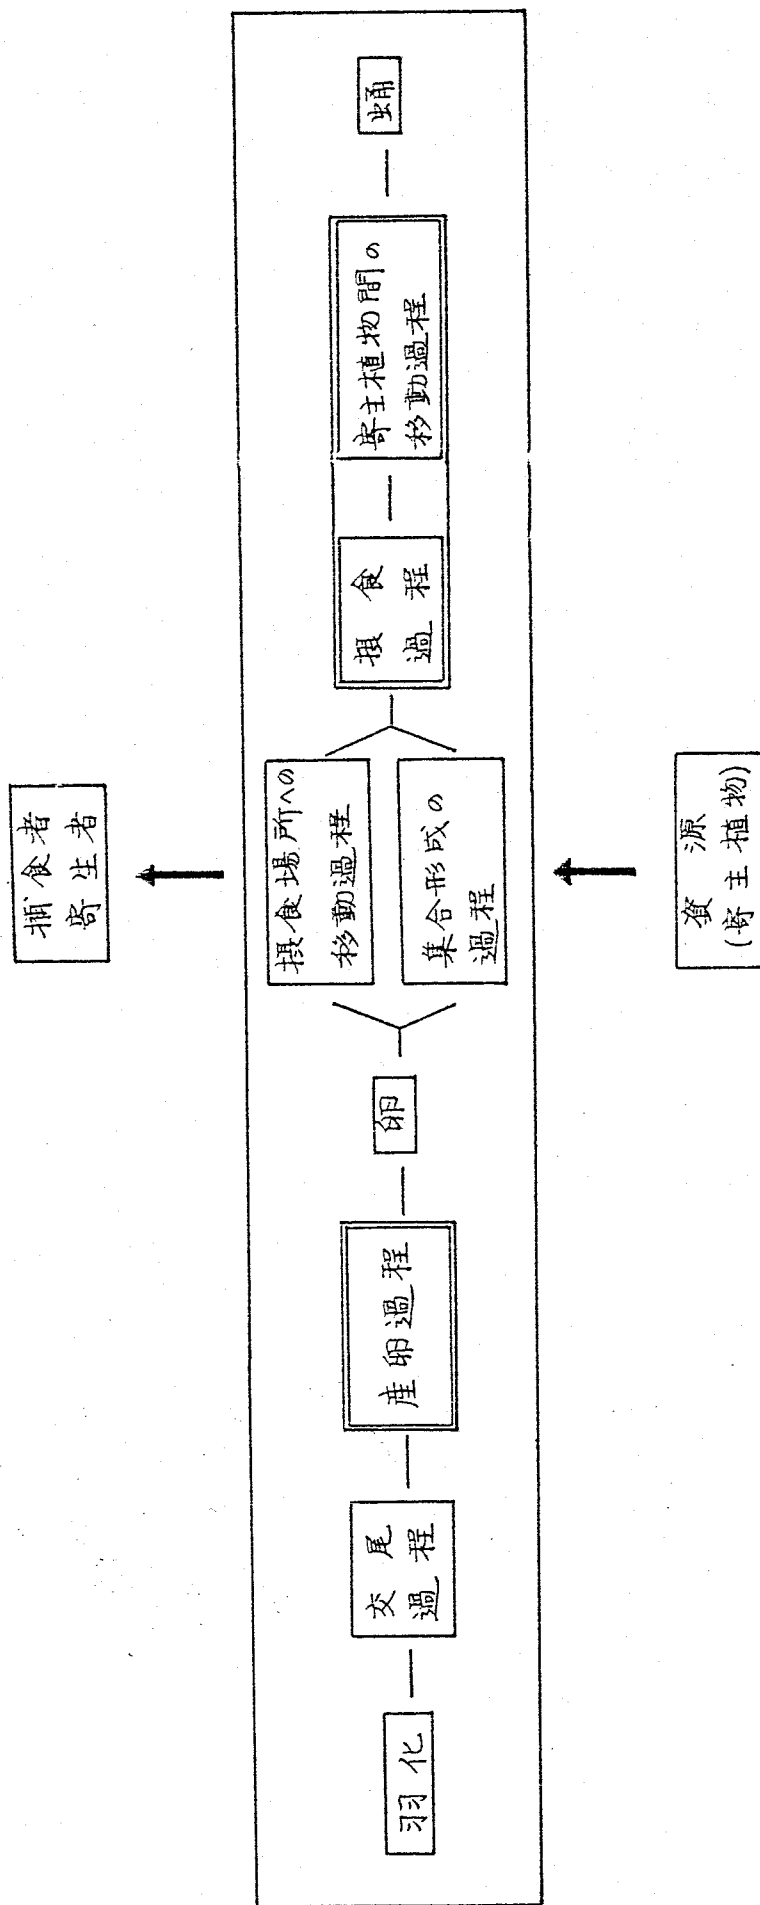 捕食者
寄生者
羽化
交尾
過程
産卵過程
卵
摂食場所への
移動過程
集合形成の
過程
摂食
過程
寄主植物間の
移動過程
蛹
資源
(寄主植物)